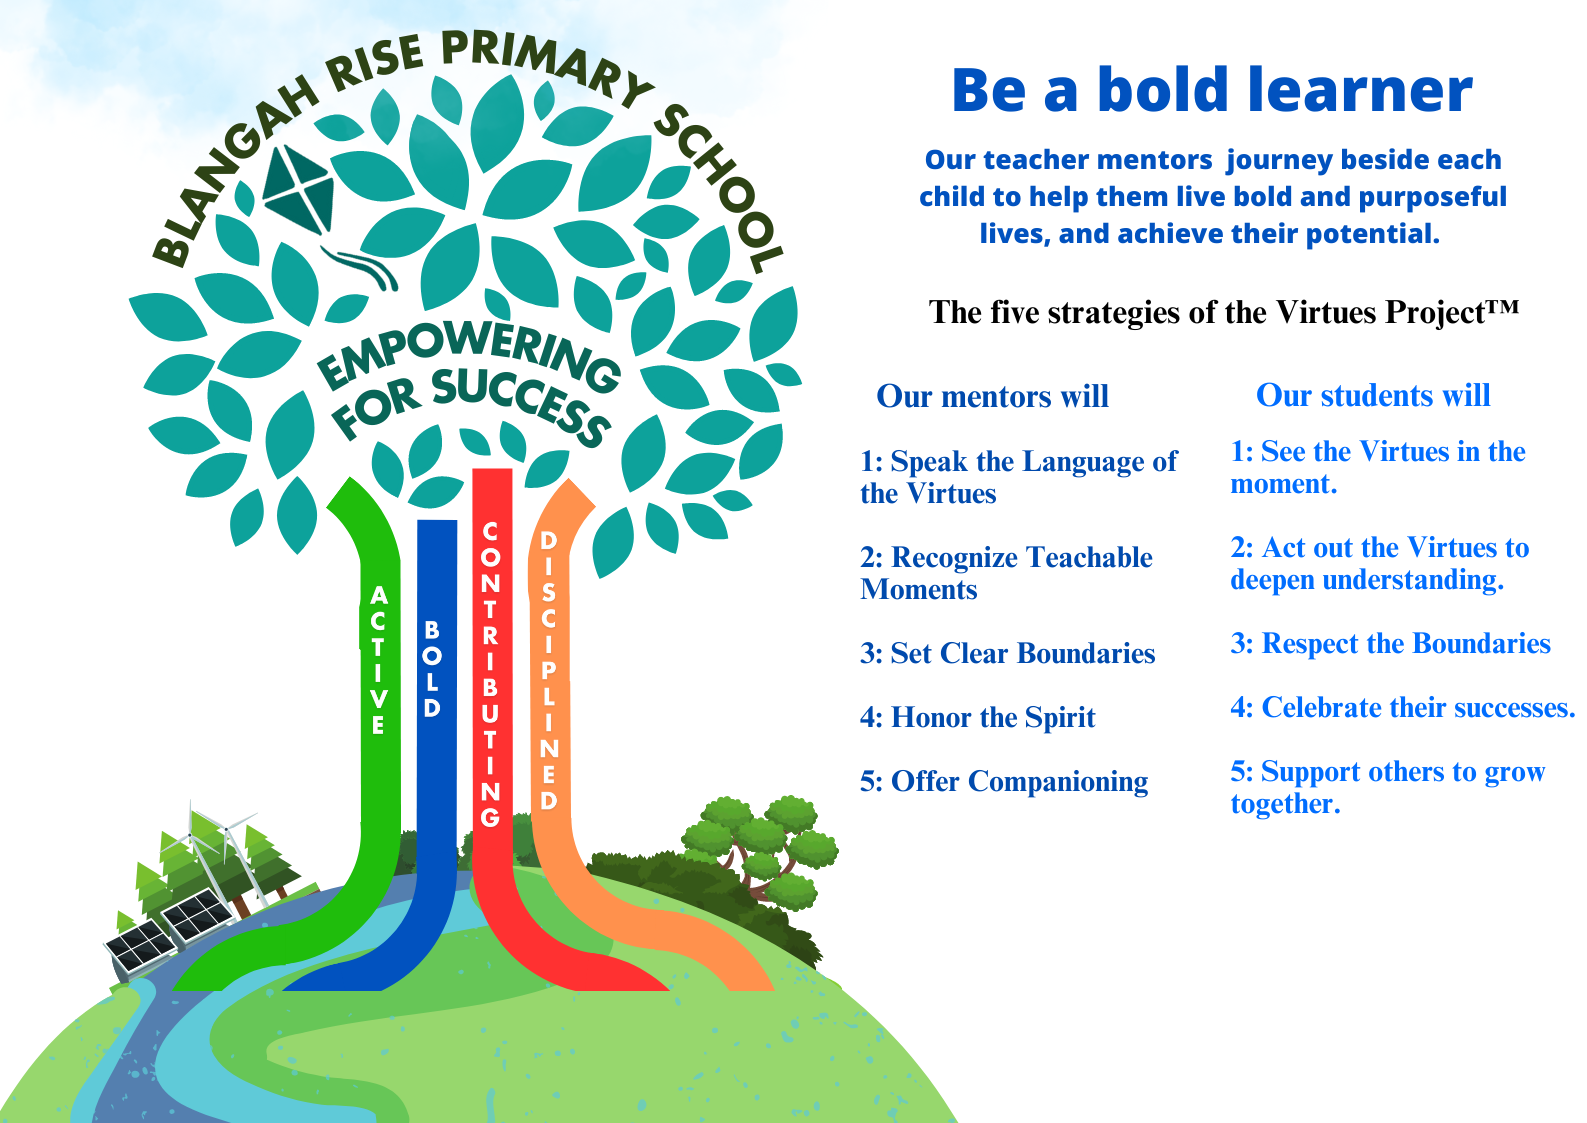 BLANGAH RISE PRIMARY SCHOOL
EMPOWERING
FOR SUCCESS
ACTIVE
BOLD
CONTRIBUTING
DISCIPLINED
Be a bold learner
Our teacher mentors journey beside each
child to help them live bold and purposeful
lives, and achieve their potential.
The five strategies of the Virtues Project™
Our mentors will
1: Speak the Language of
the Virtues
2: Recognize Teachable
Moments
3: Set Clear Boundaries
4: Honor the Spirit
5: Offer Companioning
Our students will
1: See the Virtues in the
moment.
2: Act out the Virtues to
deepen understanding.
3: Respect the Boundaries
4: Celebrate their successes.
5: Support others to grow
together.